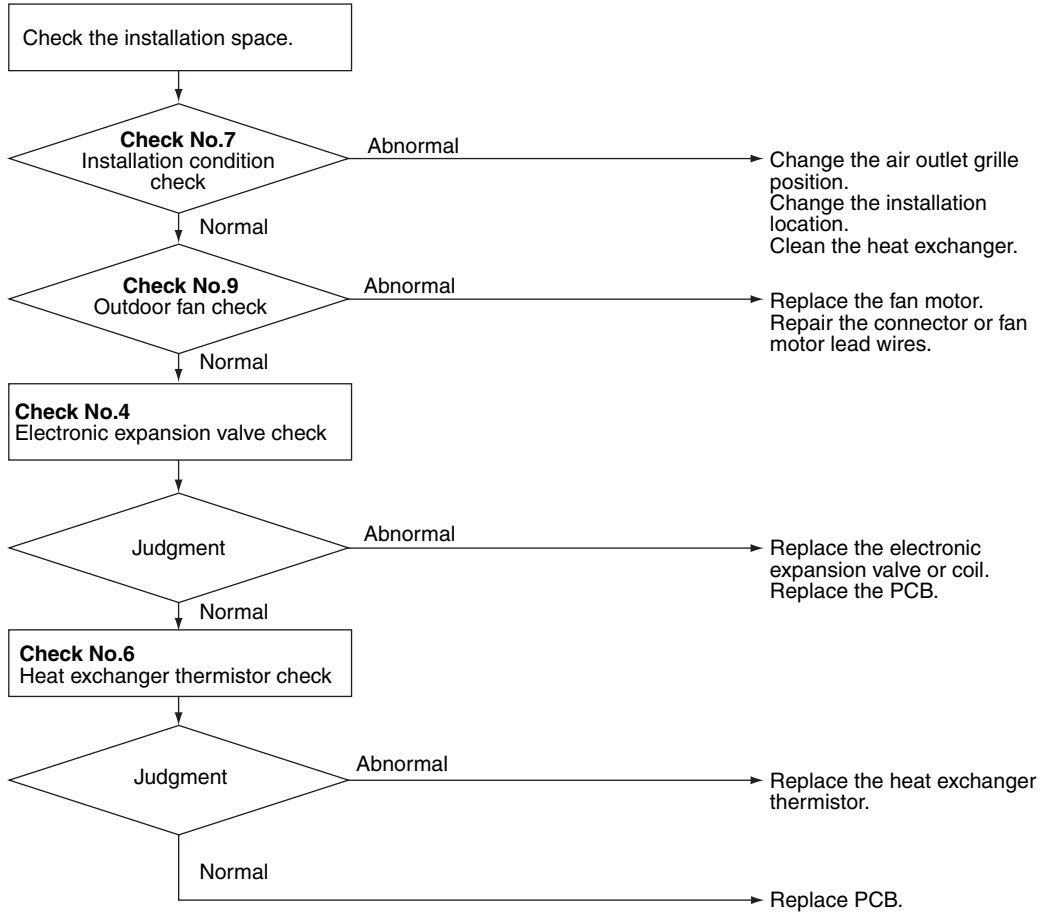 Check the installation space.
Check No.7
Installation condition
check
Abnormal
Change the air outlet grille
position.
Change the installation
location.
Clean the heat exchanger.
Normal
Check No.9
Outdoor fan check
Abnormal
Replace the fan motor.
Repair the connector or fan
motor lead wires.
Normal
Check No.4
Electronic expansion valve check
Judgment
Abnormal
Replace the electronic
expansion valve or coil.
Replace the PCB.
Normal
Check No.6
Heat exchanger thermistor check
Judgment
Abnormal
Replace the heat exchanger
thermistor.
Normal
Replace PCB.